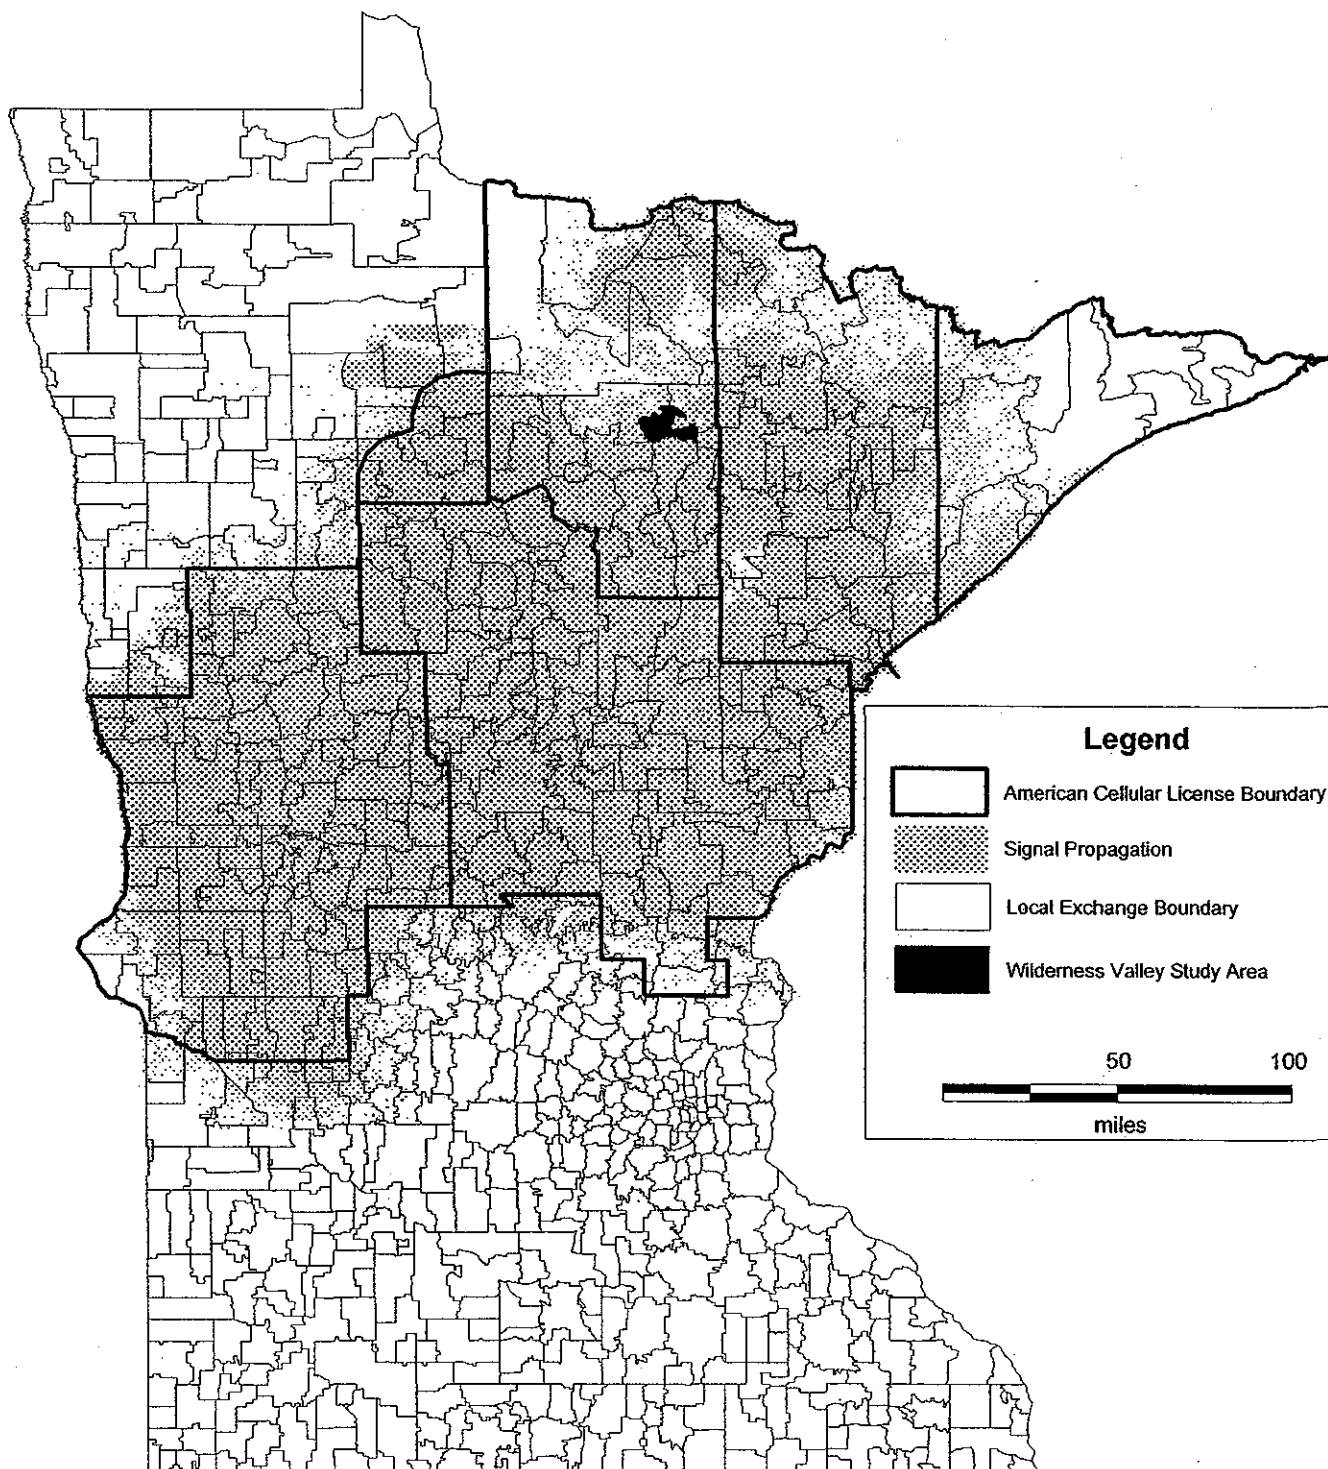 Legend
American Cellular License Boundary
Signal Propagation
Local Exchange Boundary
Wilderness Valley Study Area
50 100
miles